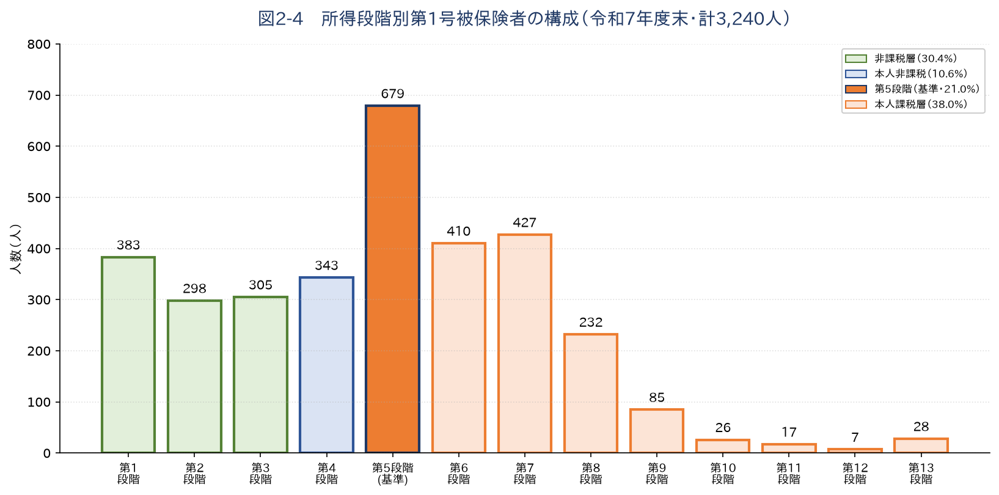 図2-4　所得段階別第1号被保険者の構成(令和7年度末・計3,240人)
人数(人)
800
700
600
500
400
300
200
100
0
非課税層(30.4%)
本人非課税(10.6%)
第5段階(基準・21.0%)
本人課税層(38.0%)
383
298
305
343
679
410
427
232
85
26
17
7
28
第1
段階
第2
段階
第3
段階
第4
段階
第5段階
(基準)
第6
段階
第7
段階
第8
段階
第9
段階
第10
段階
第11
段階
第12
段階
第13
段階